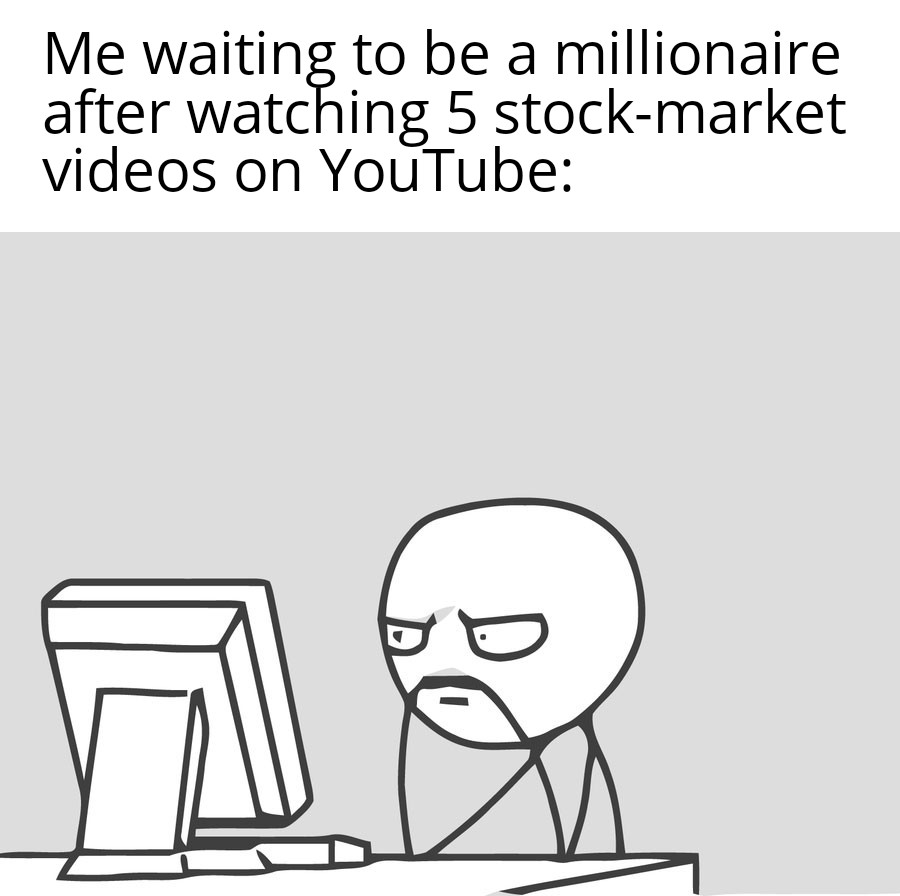 Me waiting to be a millionaire
after watching 5 stock-market
videos on YouTube: